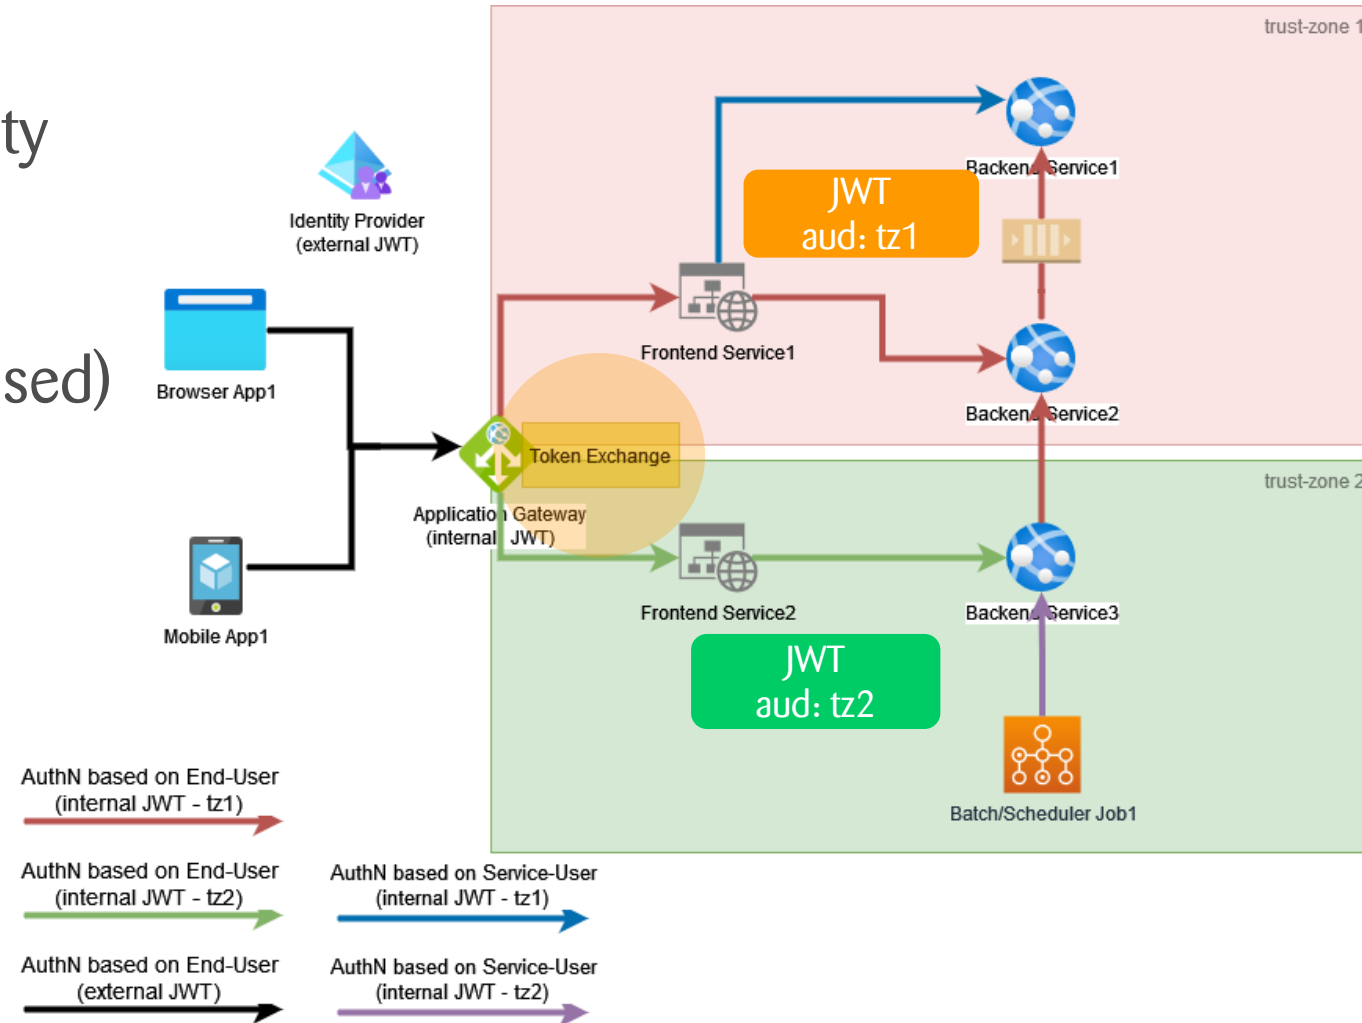 trust-zone 1
ty
Backend Service1
JWT
aud: tz1
Identity Provider
(external JWT)
Frontend Service1
sed)
Browser App1
Backend Service2
Token Exchange
trust-zone 2
Application Gateway
(internal JWT)
Frontend Service2
Backend Service3
Mobile App1
JWT
aud: tz2
Batch/Scheduler Job1
AuthN based on End-User
(internal JWT - tz1)
AuthN based on End-User
(internal JWT - tz2)
AuthN based on Service-User
(internal JWT - tz1)
AuthN based on End-User
(external JWT)
AuthN based on Service-User
(internal JWT - tz2)